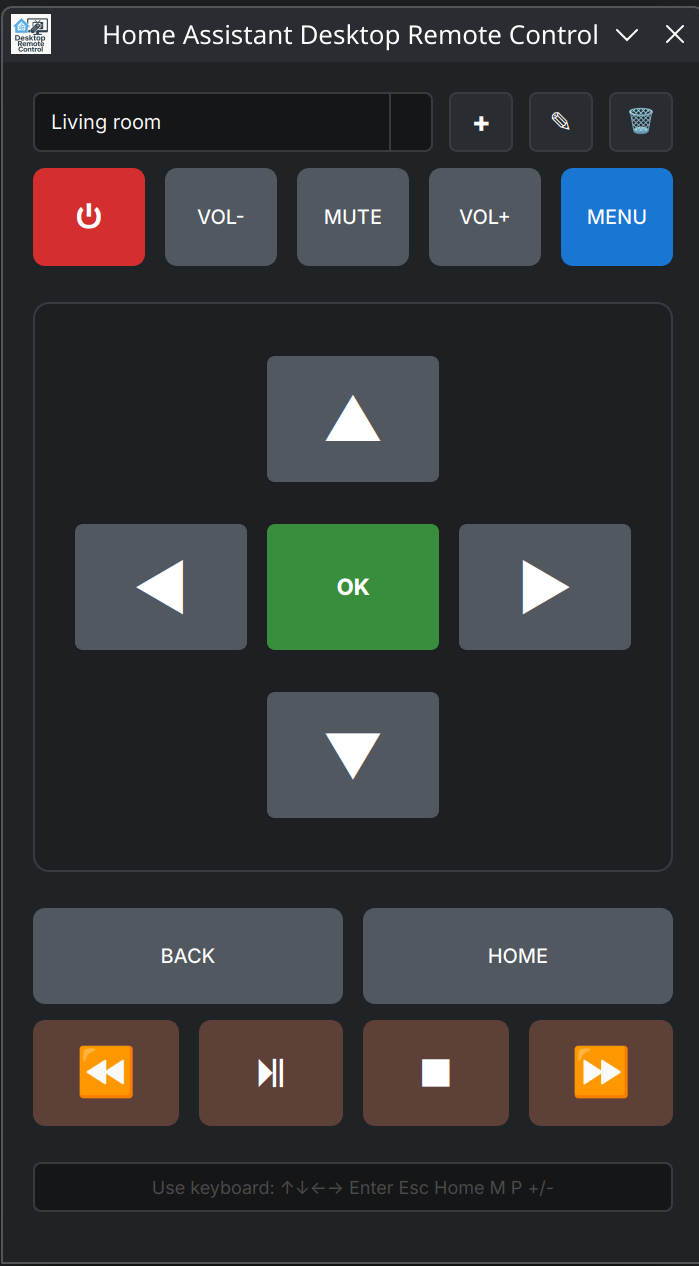 Desktop
Remote
Control
Home Assistant Desktop Remote Control
Living room
+
VOL-
MUTE
VOL+
MENU
OK
BACK
HOME
Use keyboard: ↑↓←→ Enter Esc Home M P +/-